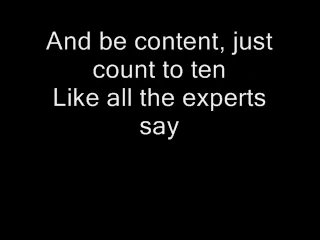 And be content, just
count to ten
Like all the experts
say